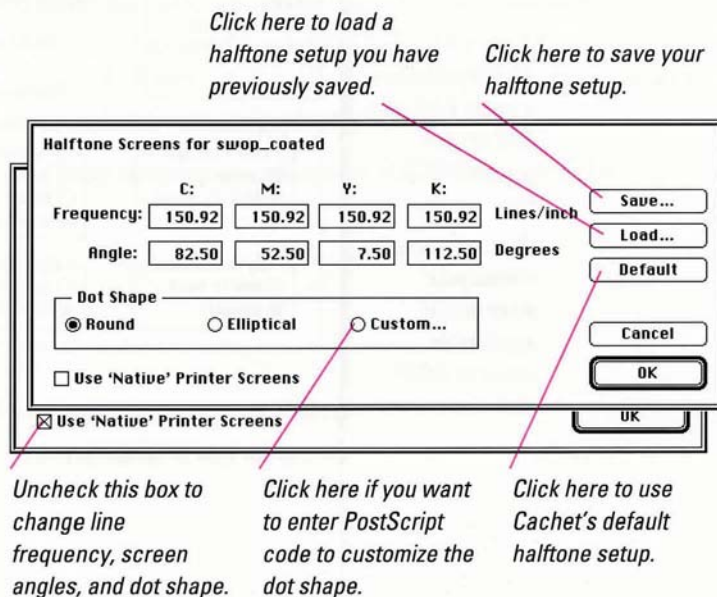 Click here to load a
halftone setup you have
previously saved.
Click here to save your
halftone setup.
Halftone Screens for swop_coated
C: M: Y: K:
Frequency: 150.92 150.92 150.92 150.92 Lines/inch
Angle: 82.50 52.50 7.50 112.50 Degrees
Save...
Load...
Default
Dot Shape
Round Elliptical Custom...
Cancel
OK
Use ‘Native’ Printer Screens
Use ‘Native’ Printer Screens
OK
Uncheck this box to
change line
frequency, screen
angles, and dot shape.
Click here if you want
to enter PostScript
code to customize the
dot shape.
Click here to use
Cachet's default
halftone setup.